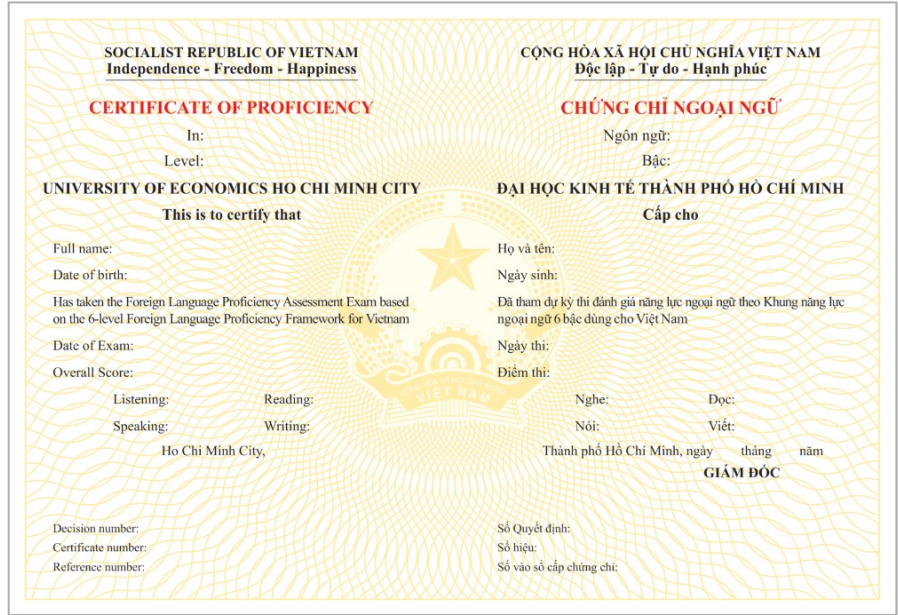 SOCIALIST REPUBLIC OF VIETNAM
Independence - Freedom - Happiness
CERTIFICATE OF PROFICIENCY
In:
Level:
UNIVERSITY OF ECONOMICS HO CHI MINH CITY
This is to certify that
Full name:
Date of birth:
Has taken the Foreign Language Proficiency Assessment Exam based
on the 6-level Foreign Language Proficiency Framework for Vietnam
Date of Exam:
Overall Score:
Listening: Reading:
Speaking: Writing:
Ho Chi Minh City,
Decision number:
Certificate number:
Reference number:
CỘNG HÒA XÃ HỘI CHỦ NGHĨA VIỆT NAM
Độc lập - Tự do - Hạnh phúc
CHỨNG CHỈ NGOẠI NGỮ
Ngôn ngữ:
Bậc:
ĐẠI HỌC KINH TẾ THÀNH PHỐ HỒ CHÍ MINH
Cấp cho
Họ và tên:
Ngày sinh:
Đã tham dự kỳ thi đánh giá năng lực ngoại ngữ theo Khung năng lực
ngoại ngữ 6 bậc dùng cho Việt Nam
Ngày thi:
Điểm thi:
Nghe: Đọc:
Nói: Viết:
Thành phố Hồ Chí Minh, ngày tháng năm
GIÁM ĐỐC
Số Quyết định:
Số hiệu:
Số vào sổ cấp chứng chỉ:
VIỆT NAM